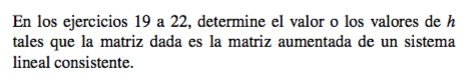 En los ejercicios 19 a 22, determine el valor o los valores de h
tales que la matriz dada es la matriz aumentada de un sistema
lineal consistente.